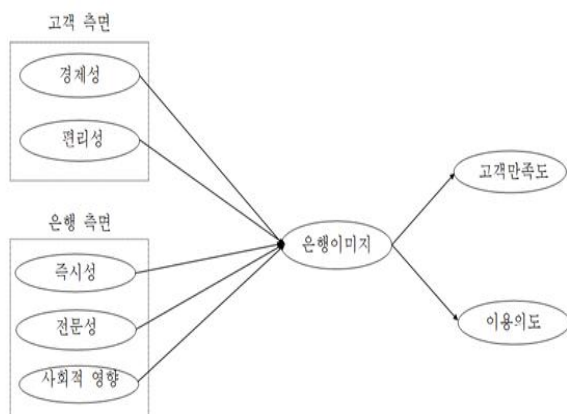 고객 측면
경제성
편리성
은행 측면
즉시성
전문성
사회적 영향
은행이미지
고객만족도
이용의도